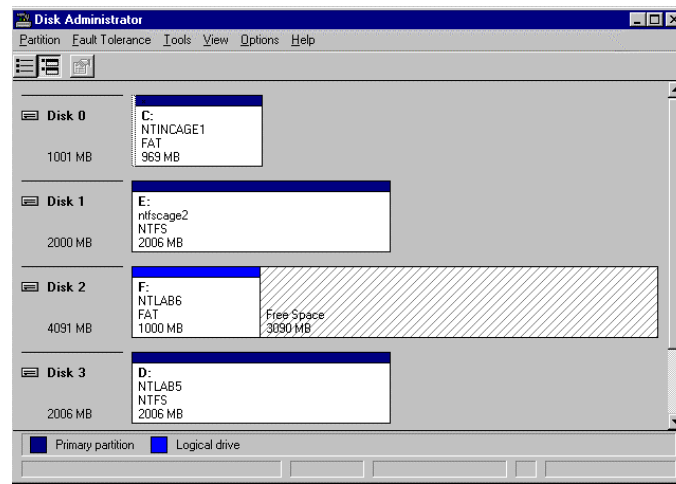 Disk Administrator
Partition Fault Tolerance Tools View Options Help
Disk 0
1001 MB
C:
NTINCAGE1
FAT
969 MB
Disk 1
2000 MB
E:
ntfscage2
NTFS
2006 MB
Disk 2
4091 MB
F:
NTLAB6
FAT
1000 MB
Free Space
3090 MB
Disk 3
2006 MB
D:
NTLAB5
NTFS
2006 MB
Primary partition Logical drive